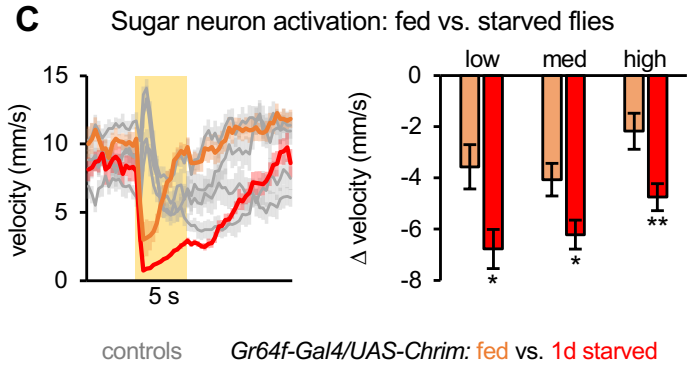 C Sugar neuron activation: fed vs. starved flies
velocity (mm/s)
15
10
5
0
5 s
Δ velocity (mm/s)
low med high
0
-2
-4
-6
-8
* * **
controls Gr64f-Gal4/UAS-Chrim: fed vs. 1d starved